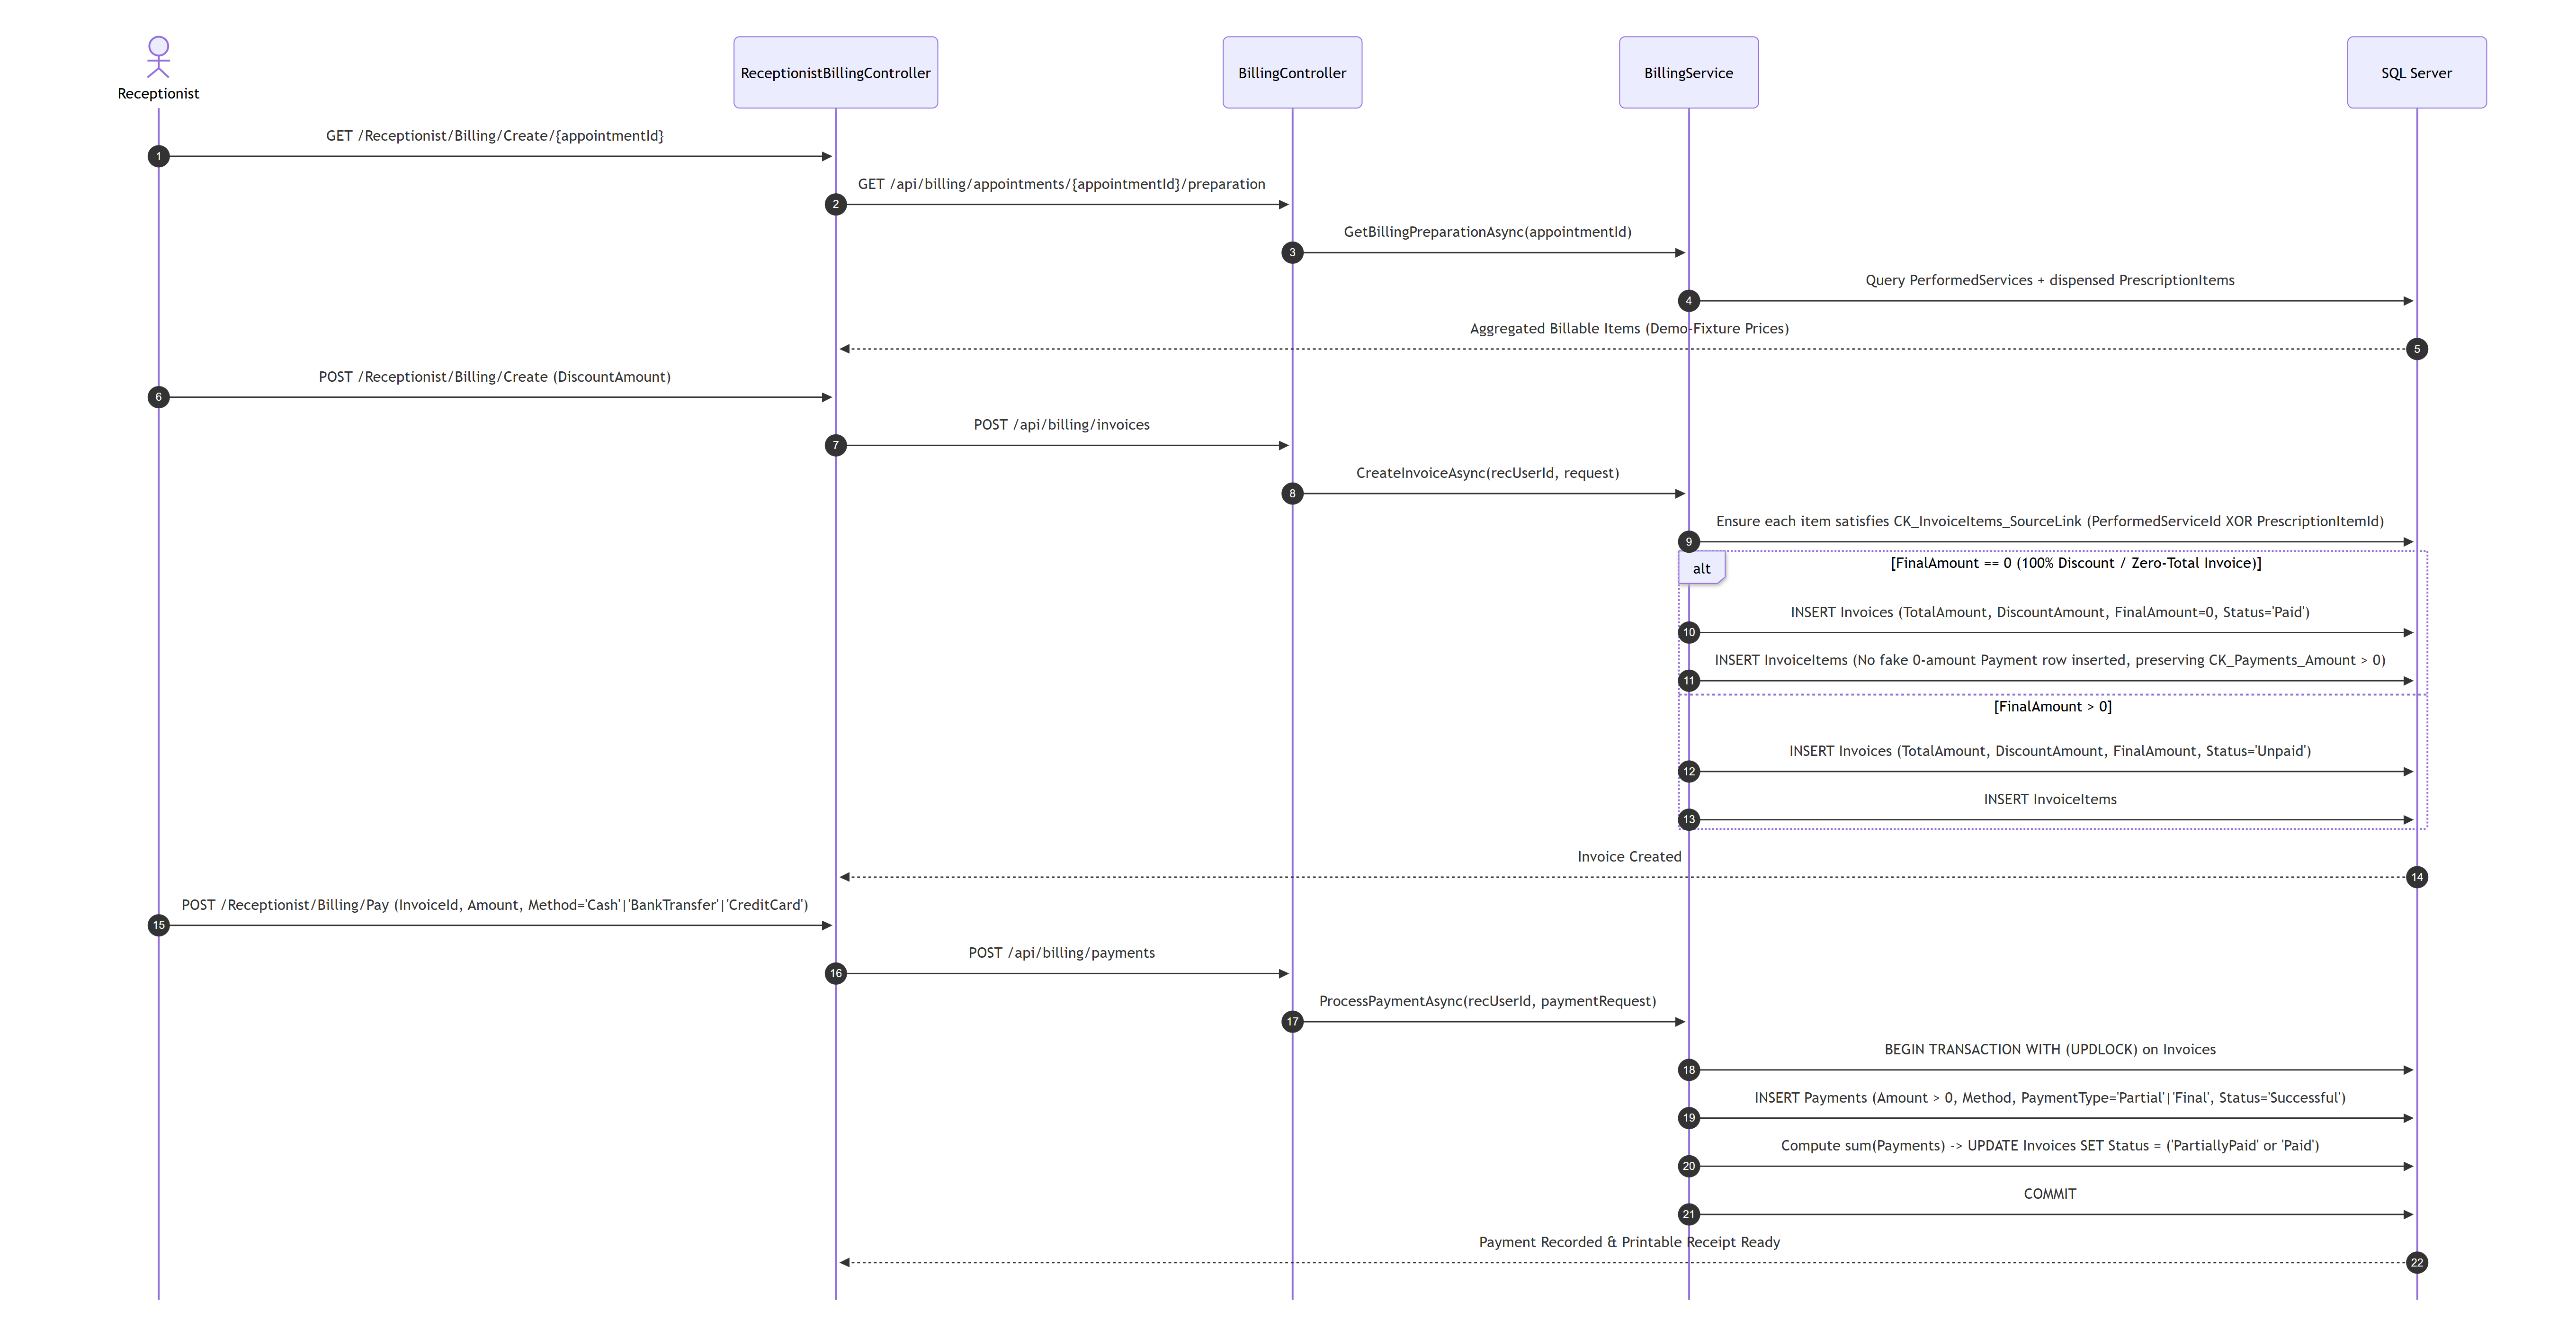 Receptionist
ReceptionistBillingController
BillingController
BillingService
SQL Server
GET /Receptionist/Billing/Create/{appointmentId}
1
GET /api/billing/appointments/{appointmentId}/preparation
2
GetBillingPreparationAsync(appointmentId)
3
Query PerformedServices + dispensed PrescriptionItems
4
Aggregated Billable Items (Demo-Fixture Prices)
5
POST /Receptionist/Billing/Create (DiscountAmount)
6
POST /api/billing/invoices
7
CreateInvoiceAsync(recUserId, request)
8
Ensure each item satisfies CK_InvoiceItems_SourceLink (PerformedServiceId XOR PrescriptionItemId)
9
alt
[FinalAmount == 0 (100% Discount / Zero-Total Invoice)]
INSERT Invoices (TotalAmount, DiscountAmount, FinalAmount=0, Status='Paid')
10
INSERT InvoiceItems (No fake 0-amount Payment row inserted, preserving CK_Payments_Amount > 0)
11
[FinalAmount > 0]
INSERT Invoices (TotalAmount, DiscountAmount, FinalAmount, Status='Unpaid')
12
INSERT InvoiceItems
13
Invoice Created
14
POST /Receptionist/Billing/Pay (InvoiceId, Amount, Method='Cash'|'BankTransfer'|'CreditCard')
15
POST /api/billing/payments
16
ProcessPaymentAsync(recUserId, paymentRequest)
17
BEGIN TRANSACTION WITH (UPDLOCK) on Invoices
18
INSERT Payments (Amount > 0, Method, PaymentType='Partial'|'Final', Status='Successful')
19
Compute sum(Payments) -> UPDATE Invoices SET Status = ('PartiallyPaid' or 'Paid')
20
COMMIT
21
Payment Recorded & Printable Receipt Ready
22